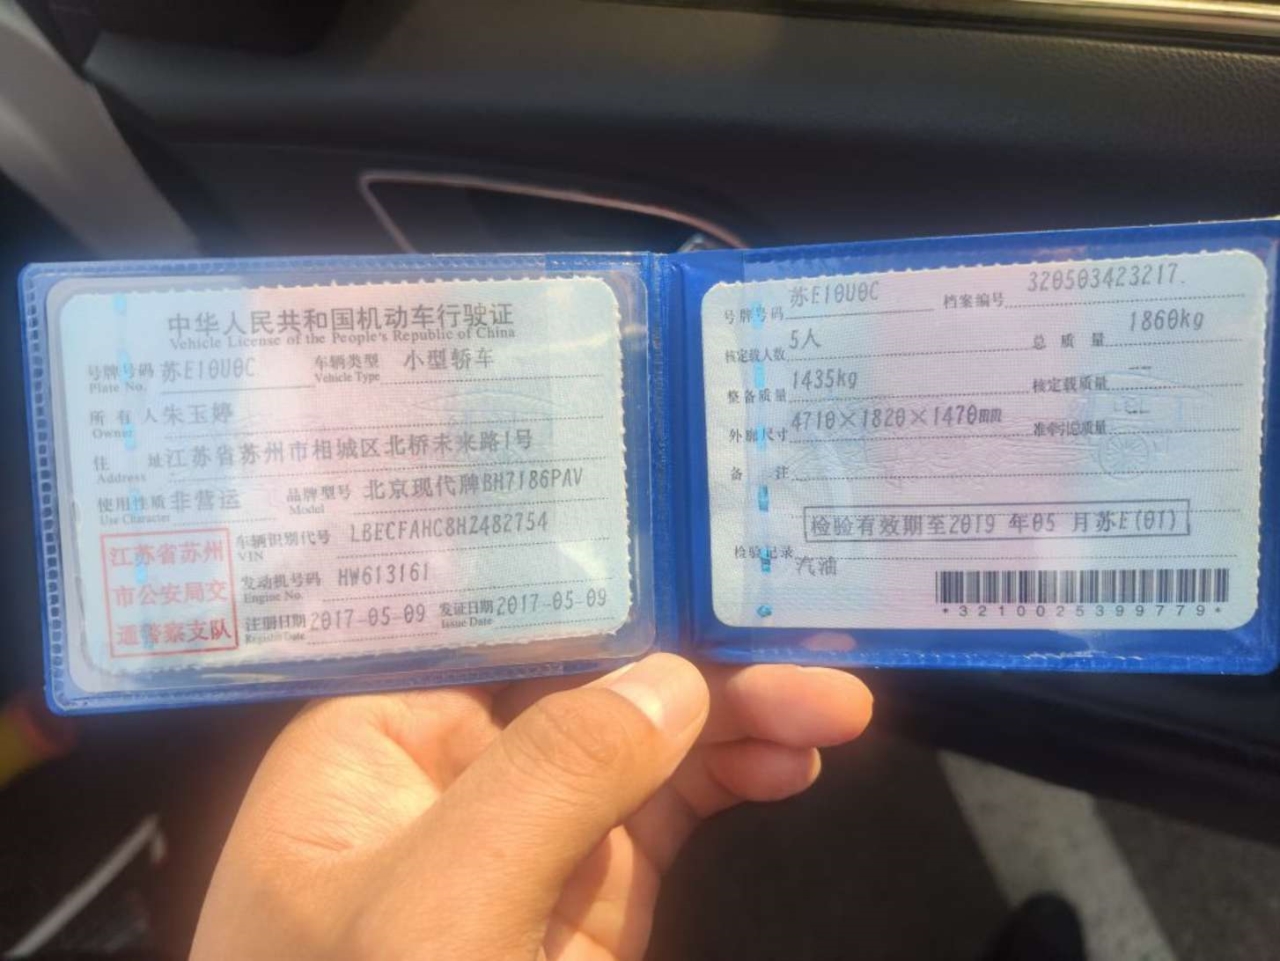 中华人民共和国机动车行驶证
Vehicle License of the People's Republic of China
号牌号码 苏E10U0C 车辆类型 小型轿车
Plate No. Vehicle Type
所有人 朱玉婷
Owner
住址 江苏省苏州市相城区北桥未来路1号
Address
使用性质 非营运 品牌型号 北京现代牌BH7186PAV
Use Character Model
车辆识别代号 LBECFAHC8HZ482754
VIN
发动机号码 HW613161
Engine No.
注册日期 2017-05-09 发证日期 2017-05-09
Register Date Issue Date
江苏省苏州
市公安局交
通警察支队
号牌号码 苏E10U0C 档案编号 320503423217.
核定载人数 5人 总质量 1860kg
整备质量 1435kg 核定载质量 --
外廓尺寸 4710×1820×1470mm 准牵引总质量 --
备注
检验有效期至2019年05月苏E(01)
检验记录
汽油
*3210025399779*